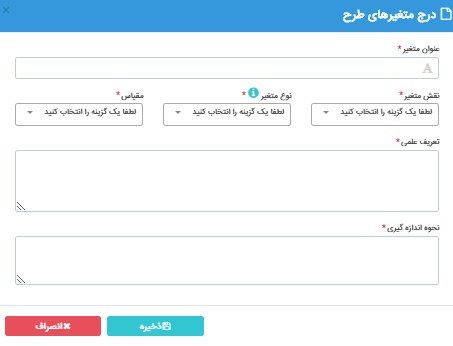 درج متغیرهای طرح
عنوان متغیر *
نقش متغیر * نوع متغیر * مقیاس *
لطفا یک گزینه را انتخاب کنید لطفا یک گزینه را انتخاب کنید لطفا یک گزینه را انتخاب کنید
تعریف علمی *
نحوه اندازه گیری *
ذخیره انصراف